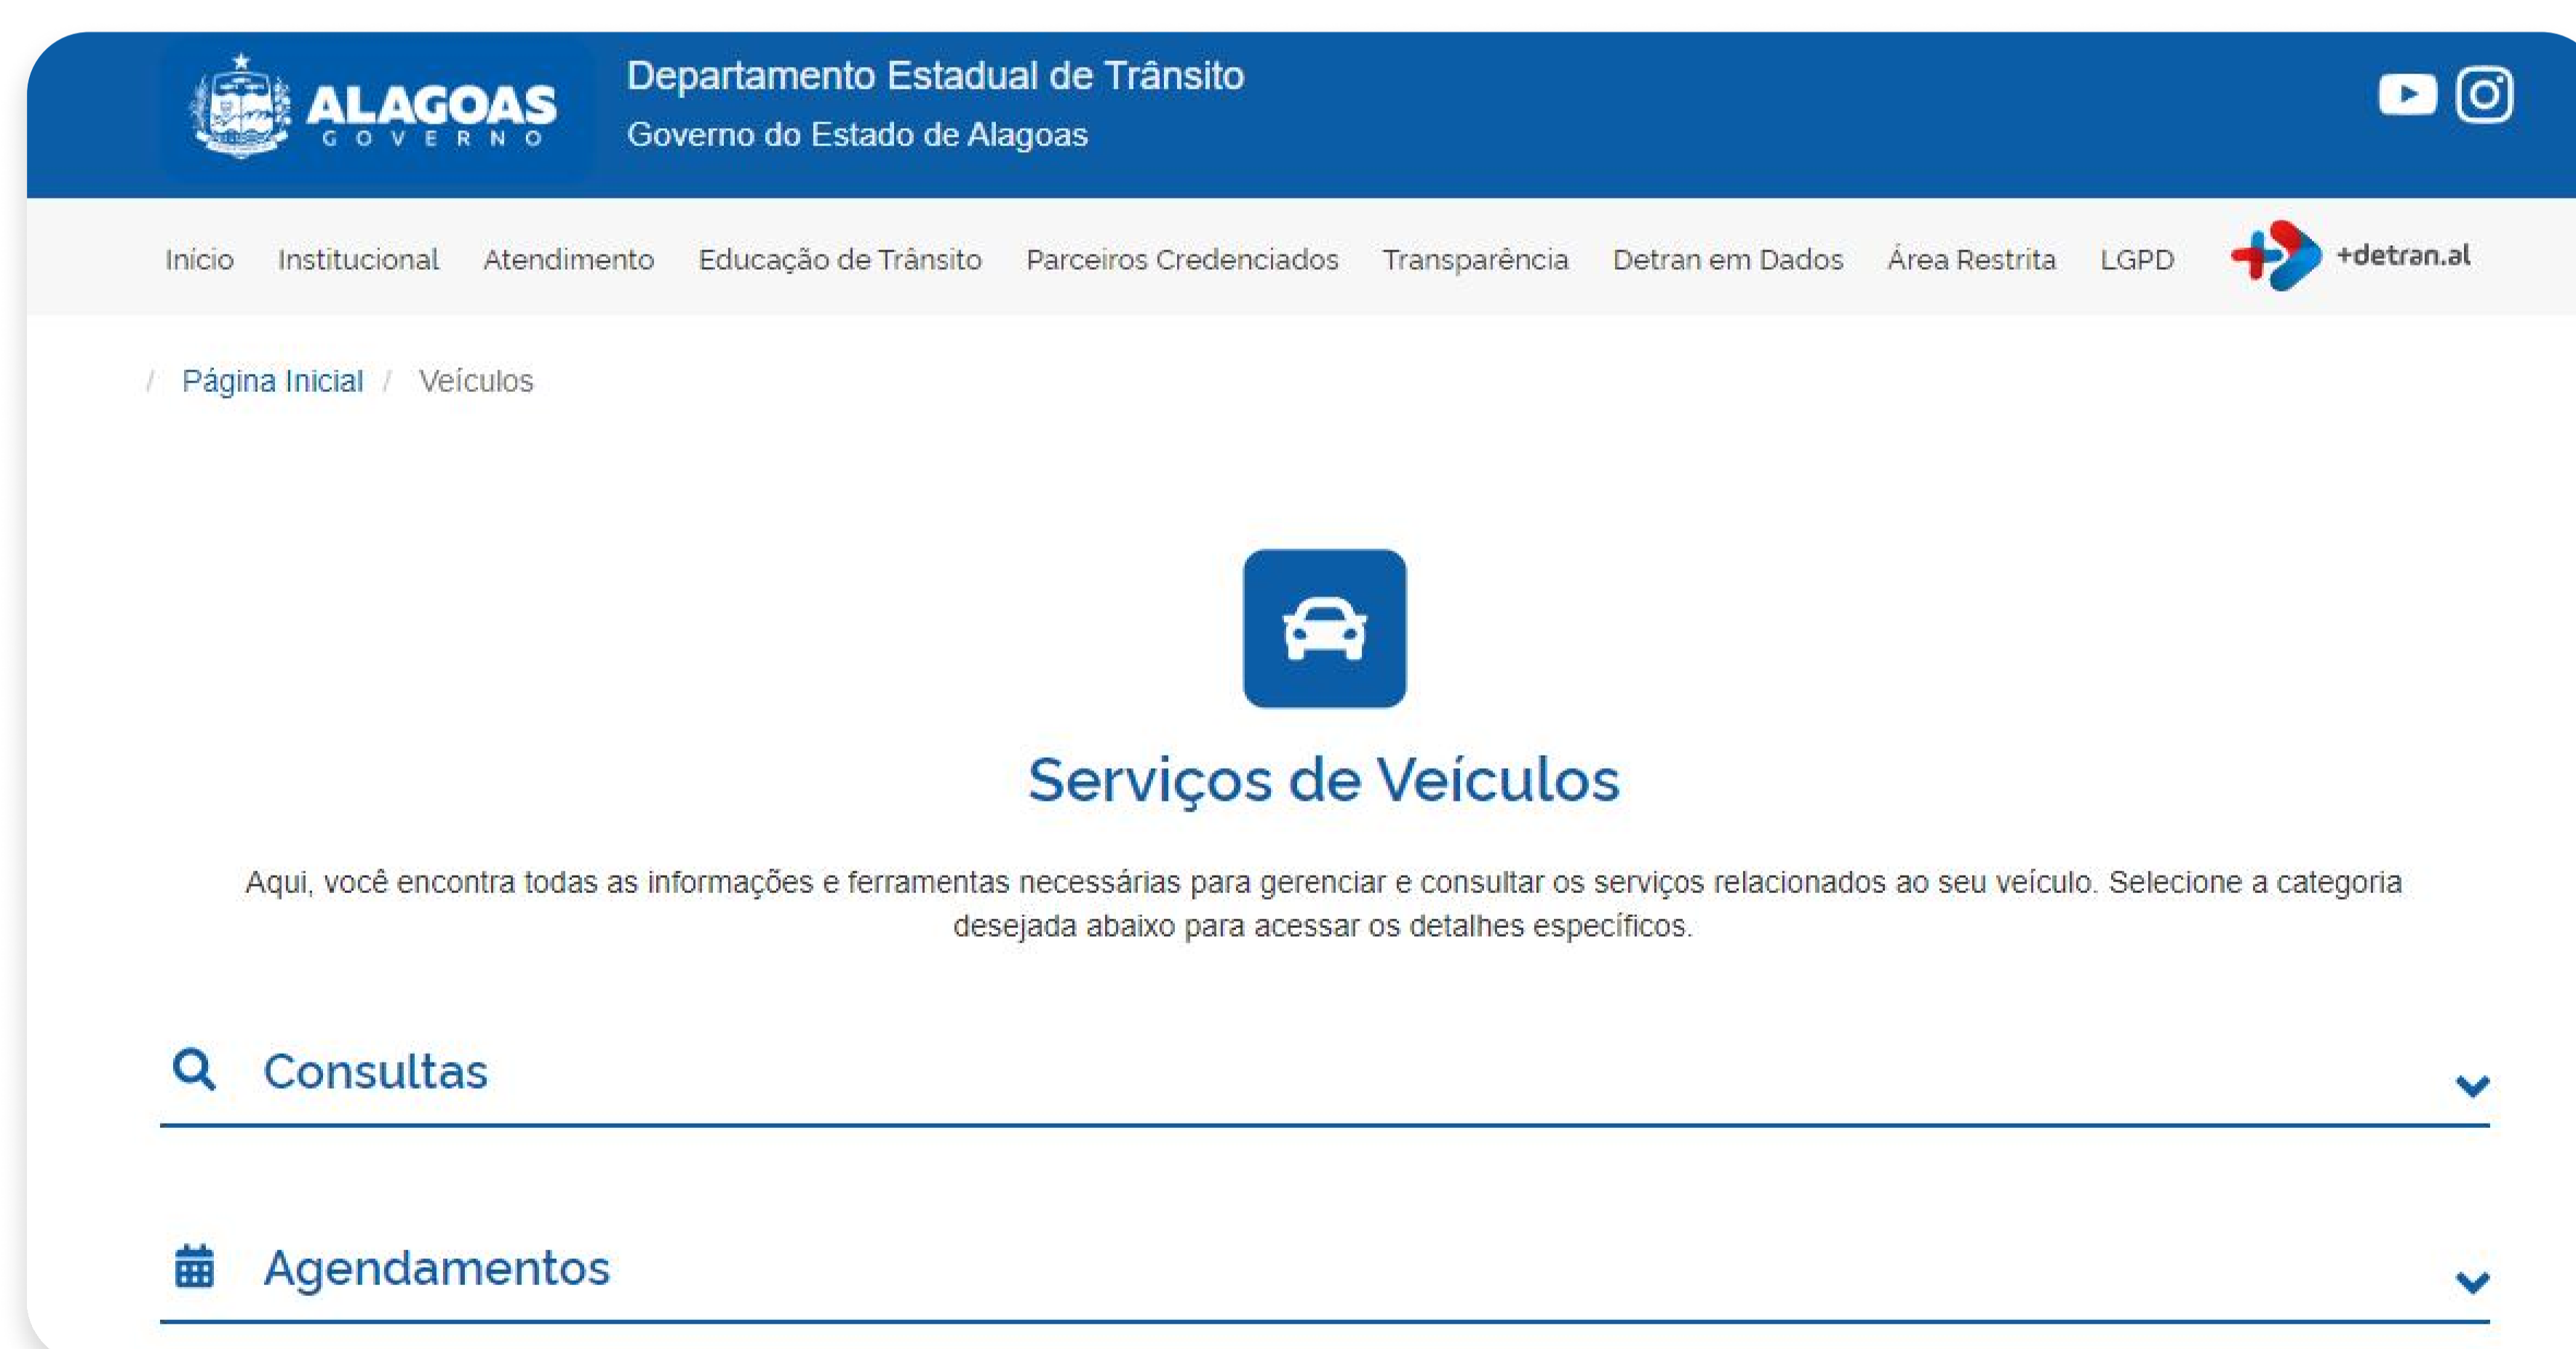 ALAGOAS
GOVERNO
Departamento Estadual de Trânsito
Governo do Estado de Alagoas
Início Institucional Atendimento Educação de Trânsito Parceiros Credenciados Transparência Detran em Dados Área Restrita LGPD +detran.al
/ Página Inicial / Veículos
Serviços de Veículos
Aqui, você encontra todas as informações e ferramentas necessárias para gerenciar e consultar os serviços relacionados ao seu veículo. Selecione a categoria
desejada abaixo para acessar os detalhes específicos.
Consultas
Agendamentos